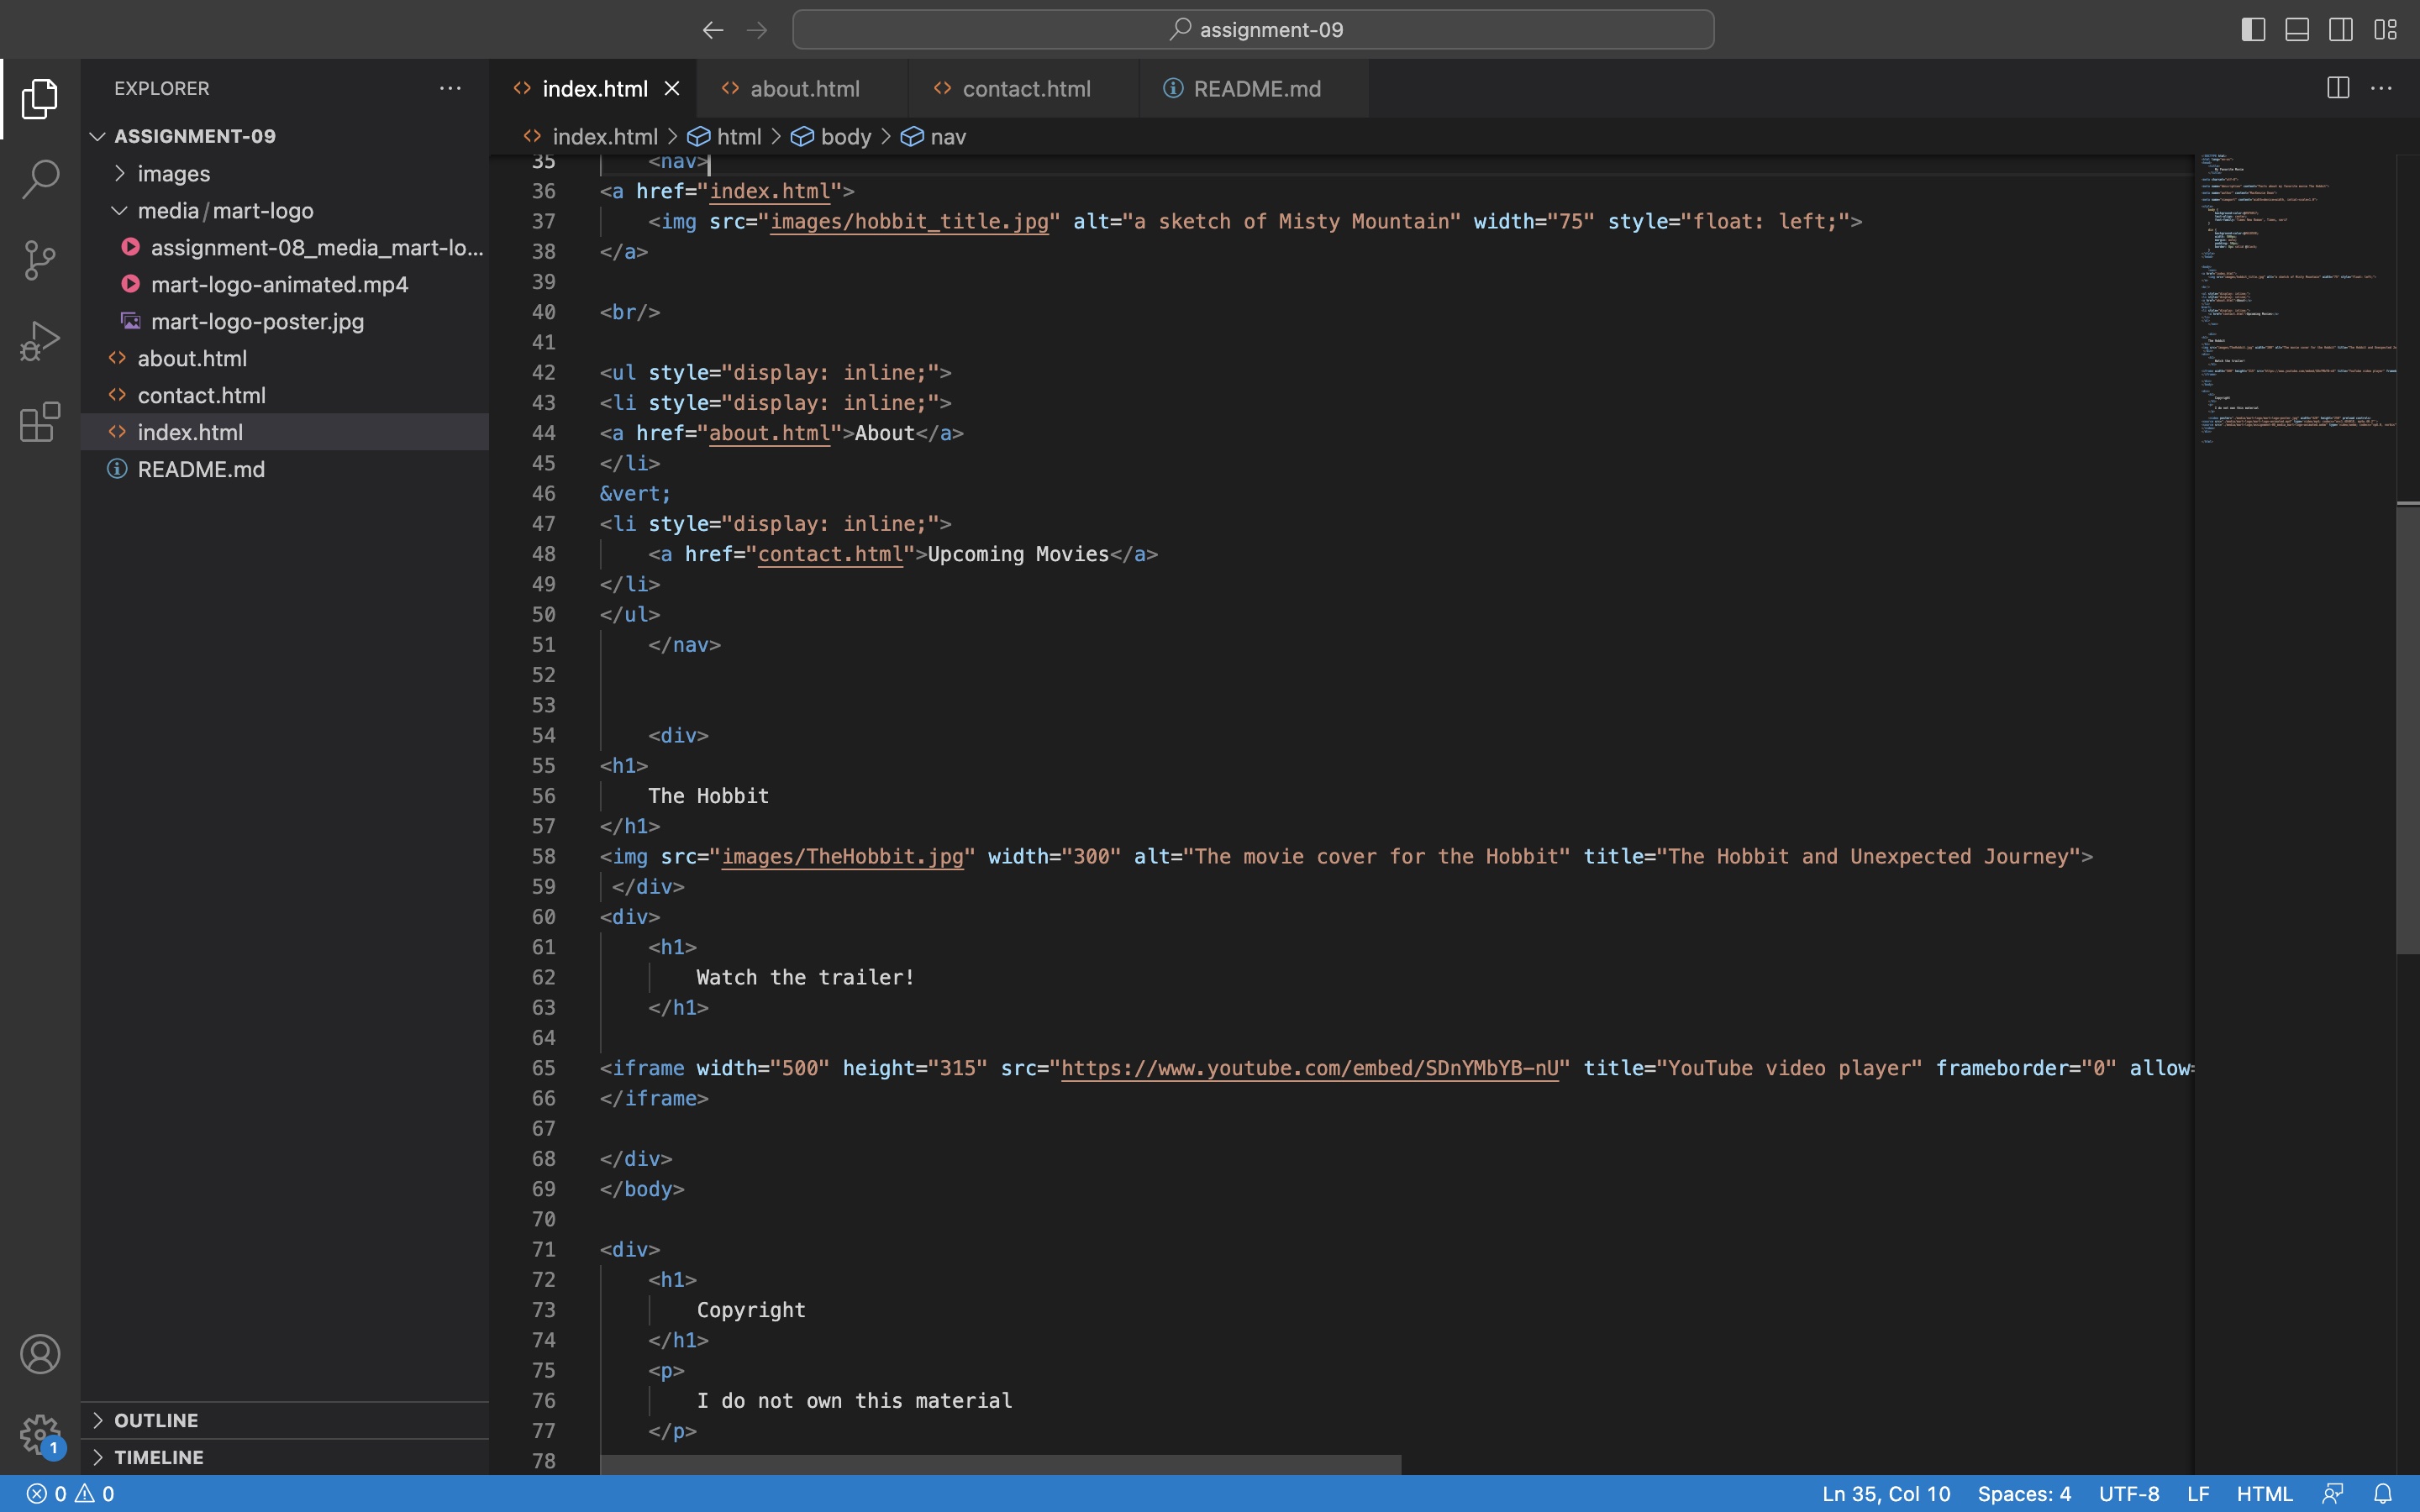 assignment-09
EXPLORER
ASSIGNMENT-09
images
media/mart-logo
assignment-08_media_mart-lo...
mart-logo-animated.mp4
mart-logo-poster.jpg
about.html
contact.html
index.html
README.md
OUTLINE
TIMELINE
1
index.html
about.html
contact.html
README.md
index.html > html > body > nav
35 <nav>
36 <a href="index.html">
37 <img src="images/hobbit_title.jpg" alt="a sketch of Misty Mountain" width="75" style="float: left;">
38 </a>
39
40 <br/>
41
42 <ul style="display: inline;">
43 <li style="display: inline;">
44 <a href="about.html">About</a>
45 </li>
46 &vert;
47 <li style="display: inline;">
48 <a href="contact.html">Upcoming Movies</a>
49 </li>
50 </ul>
51 </nav>
52
53
54 <div>
55 <h1>
56 The Hobbit
57 </h1>
58 <img src="images/TheHobbit.jpg" width="300" alt="The movie cover for the Hobbit" title="The Hobbit and Unexpected Journey">
59 </div>
60 <div>
61 <h1>
62 Watch the trailer!
63 </h1>
64
65 <iframe width="500" height="315" src="https://www.youtube.com/embed/SDnYMbYB-nU" title="YouTube video player" frameborder="0" allow=
66 </iframe>
67
68 </div>
69 </body>
70
71 <div>
72 <h1>
73 Copyright
74 </h1>
75 <p>
76 I do not own this material
77 </p>
78
0 0
Ln 35, Col 10 Spaces: 4 UTF-8 LF HTML